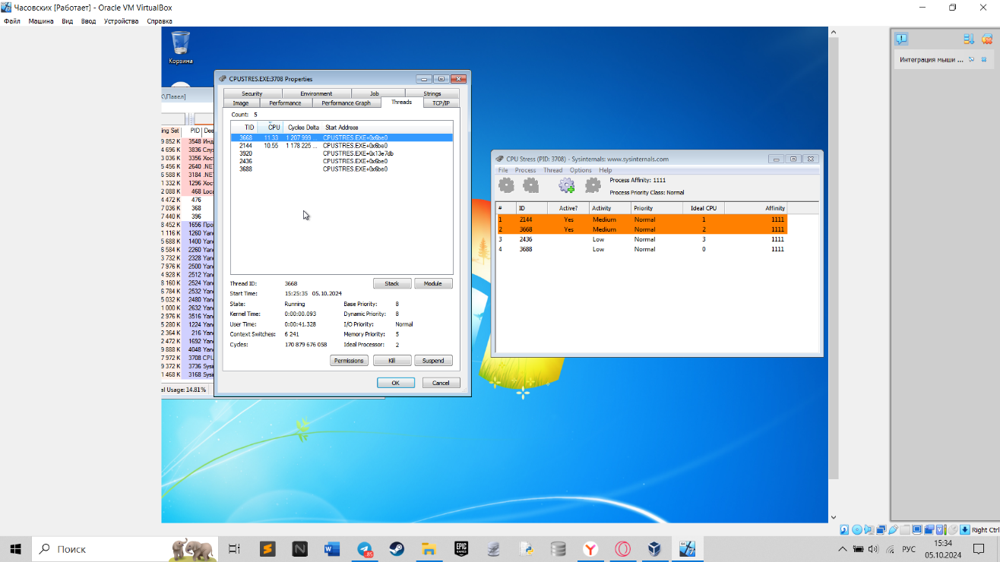 Часовских [Работает] - Oracle VM VirtualBox
Файл Машина Вид Ввод Устройства Справка
Корзина
Интеграция мыши ...
CPUSTRES.EXE:3708 Properties
\Павел]
Security Environment Job Strings
Image Performance Performance Graph Threads TCP/IP
Count: 5
TID CPU Cycles Delta Start Address
3668 11.33 1 207 999 ... CPUSTRES.EXE+0x6be0
2144 10.55 1 178 225 ... CPUSTRES.EXE+0x6be0
3920 CPUSTRES.EXE+0x13e7db
2436 CPUSTRES.EXE+0x6be0
3688 CPUSTRES.EXE+0x6be0
Thread ID: 3668 Stack Module
Start Time: 15:25:35 05.10.2024
State: Running Base Priority: 8
Kernel Time: 0:00:00.093 Dynamic Priority: 8
User Time: 0:00:41.328 I/O Priority: Normal
Context Switches: 6 241 Memory Priority: 5
Cycles: 170 879 676 058 Ideal Processor: 2
Permissions Kill Suspend
OK Cancel
ing Set PID Des
9 852 K 3548 Инд
4 696 K 3836 Слу
3 036 K 3356 Хос
5 456 K 2640 .NET
6 588 K 3184 .NET
1 332 K 1296 Хос
2 088 K 468 Loca
4 472 K 476
7 036 K 368
7 440 K 396
8 452 K 1656 Про
1 116 K 1260 Yan
5 688 K 1400 Yan
6 584 K 2260 Yan
3 732 K 2328 Yan
7 976 K 2500 Yan
4 928 K 2512 Yan
8 160 K 2524 Yan
6 784 K 2532 Yan
5 032 K 2480 Yan
1 000 K 2632 Yan
2 976 K 3516 Yan
5 280 K 1224 Yan
2 364 K 216 Yan
2 472 K 1692 Yan
9 888 K 4048 Yan
7 972 K 3708 CPU
9 372 K 3736 Sysi
1 468 K 3168 Sysi
al Usage: 14.81%
CPU Stress (PID: 3708) - Sysinternals: www.sysinternals.com
File Process Thread Options Help
Process Affinity: 1111
Process Priority Class: Normal
# ID Active? Activity Priority Ideal CPU Affinity
1 2144 Yes Medium Normal 1 1111
2 3668 Yes Medium Normal 2 1111
3 2436 Low Normal 3 1111
4 3688 Low Normal 0 1111
Right Ctrl
Поиск
W
85
EPIC GAMES
РУС
15:34
05.10.2024